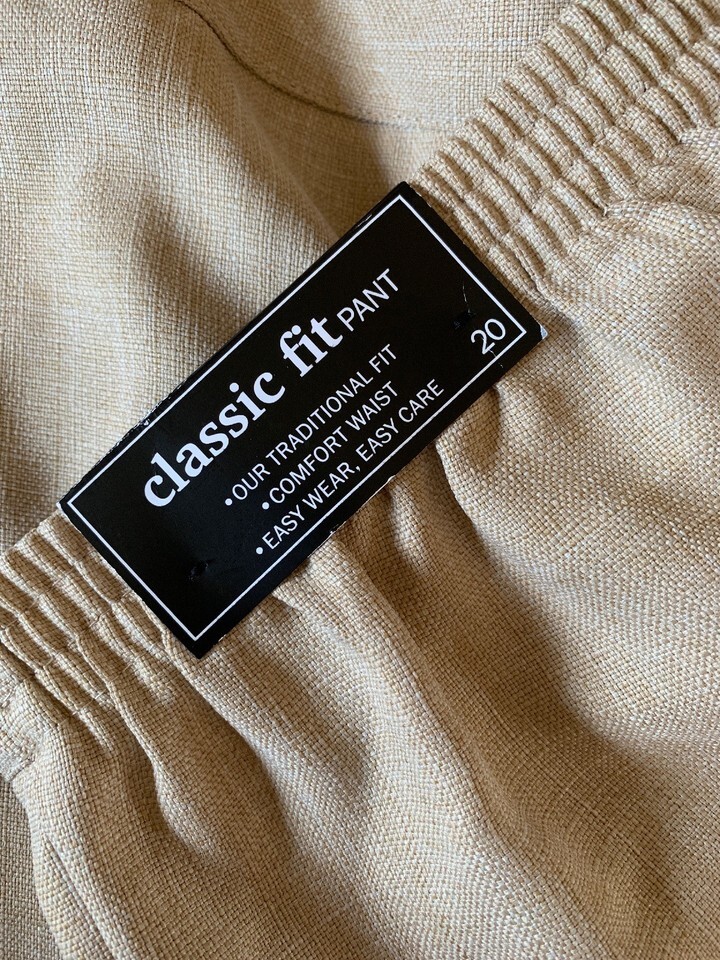 classic fit PANT
• OUR TRADITIONAL FIT
• COMFORT WAIST
• EASY WEAR, EASY CARE
20